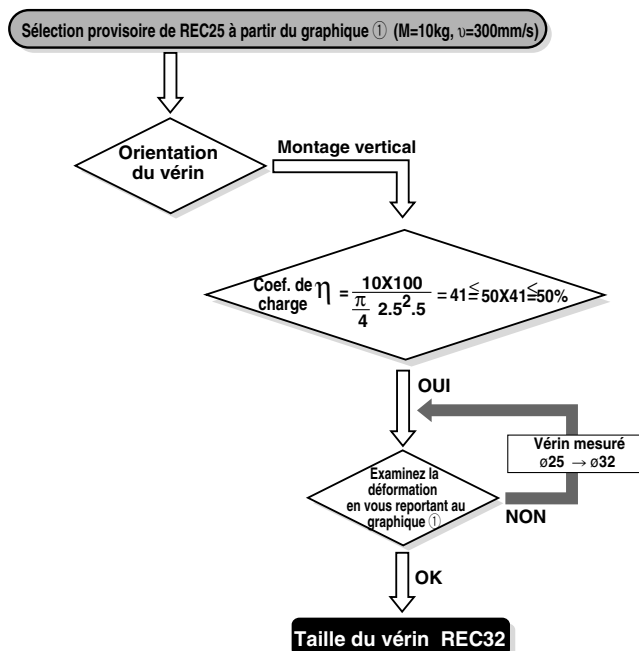 Sélection provisoire de REC25 à partir du graphique ① (M=10kg, υ=300mm/s)
Orientation
du vérin
Montage vertical
Coef. de
charge
η = 10X100 / π/4 2.5².5 = 41≦50X41≦50%
OUI
Vérin mesuré
ø25 → ø32
Examinez la
déformation
en vous reportant au
graphique ①
NON
OK
Taille du vérin REC32